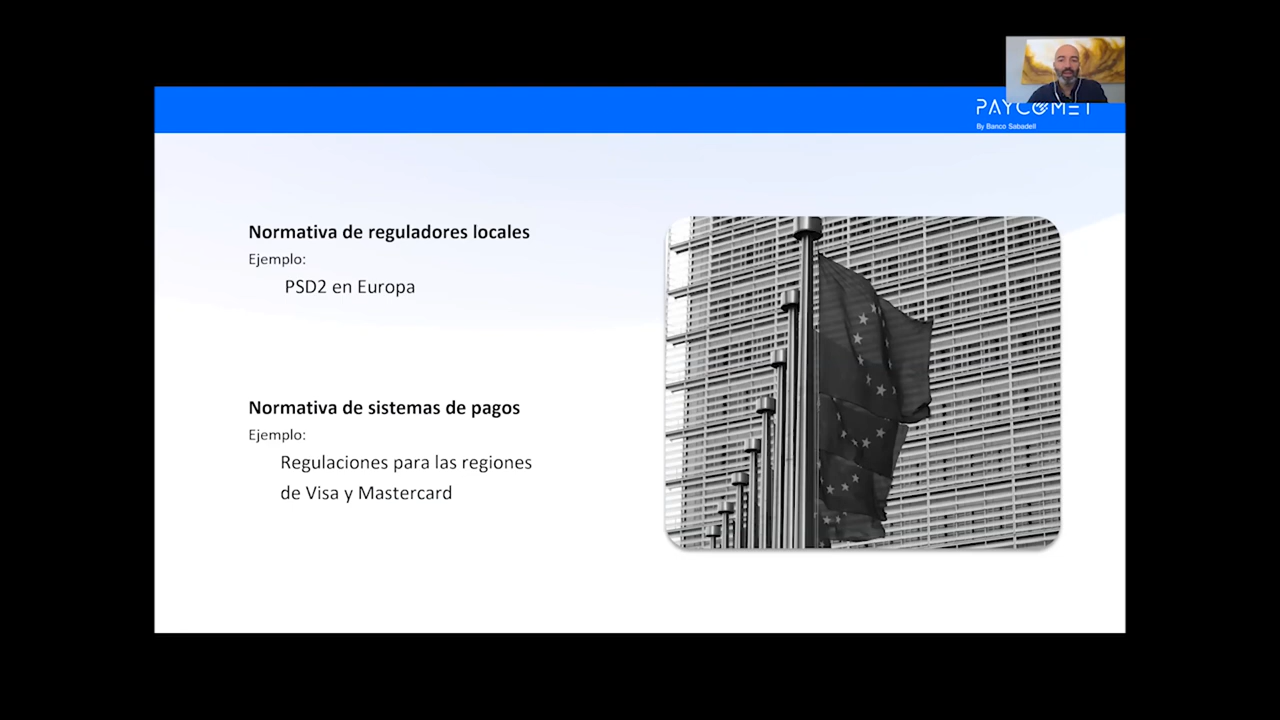 PAYCOMET
By Banco Sabadell
Normativa de reguladores locales
Ejemplo:
PSD2 en Europa
Normativa de sistemas de pagos
Ejemplo:
Regulaciones para las regiones
de Visa y Mastercard